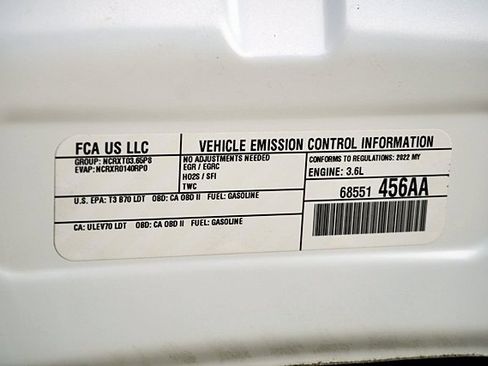 FCA US LLC
GROUP: NCRXT03.65P8
EVAP: NCRXR0140RP0
VEHICLE EMISSION CONTROL INFORMATION
NO ADJUSTMENTS NEEDED
EGR / EGRC
HO2S / SFI
TWC
CONFORMS TO REGULATIONS: 2022 MY
ENGINE: 3.6L
68551 456AA
U.S. EPA: T3 B70 LDT OBD: CA OBD II FUEL: GASOLINE
CA: ULEV70 LDT OBD: CA OBD II FUEL: GASOLINE